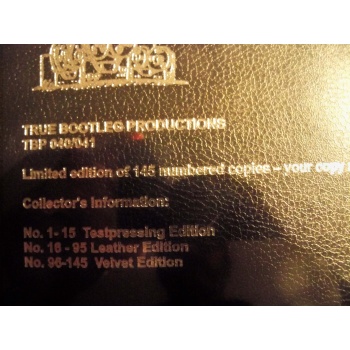 TRUE BOOTLEG PRODUCTIONS
TBP 040/041
Limited edition of 145 numbered copies – your copy
Collector's Information:
No. 1- 15 Testpressing Edition
No. 16 - 95 Leather Edition
No. 96-145 Velvet Edition